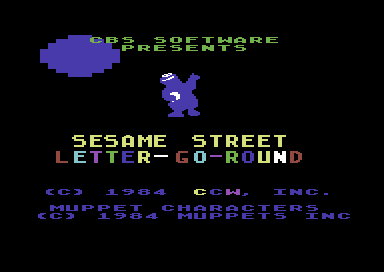 CBS SOFTWARE
PRESENTS
SESAME STREET
LETTER-GO-ROUND
(C) 1984 CCW, INC.
MUPPET CHARACTERS
(C) 1984 MUPPETS INC